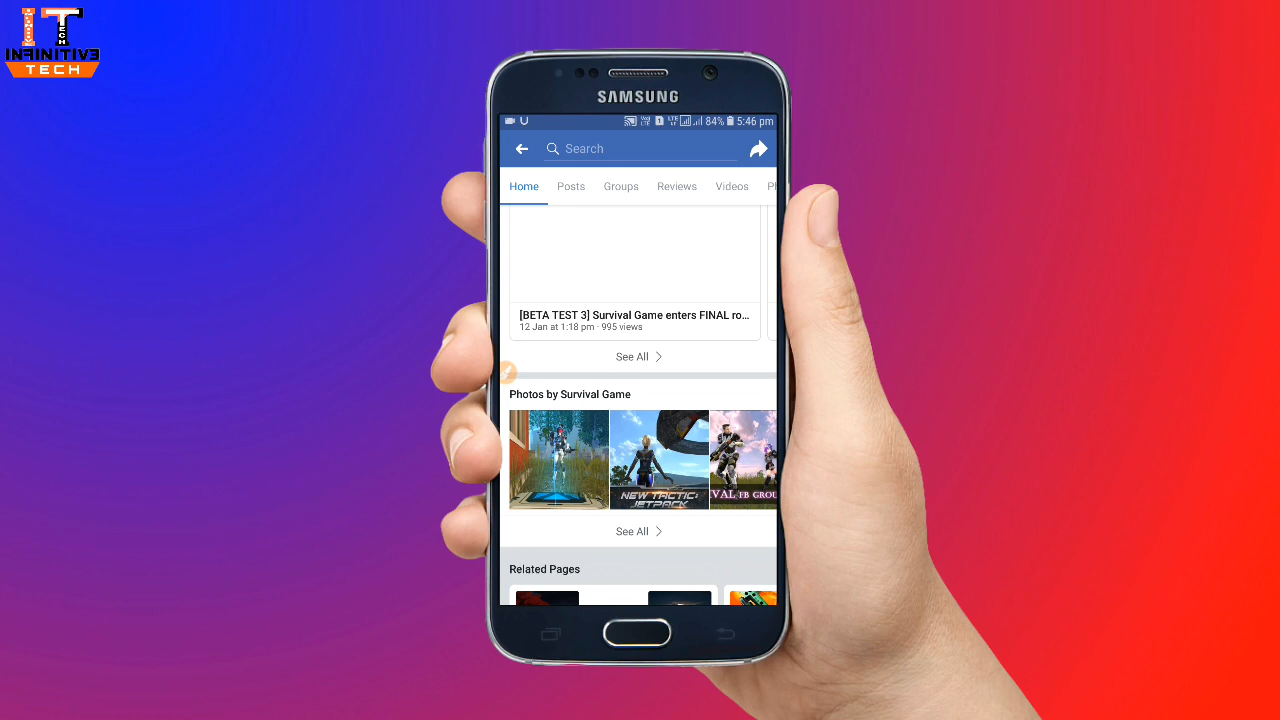 IT
TECH
INFINITIVE
TECH
SAMSUNG
84% 5:46 pm
Search
Home Posts Groups Reviews Videos Ph
[BETA TEST 3] Survival Game enters FINAL ro...
12 Jan at 1:18 pm · 995 views
See All
Photos by Survival Game
NEW TACTIC:
JETPACK
VAL FB GROU
See All
Related Pages